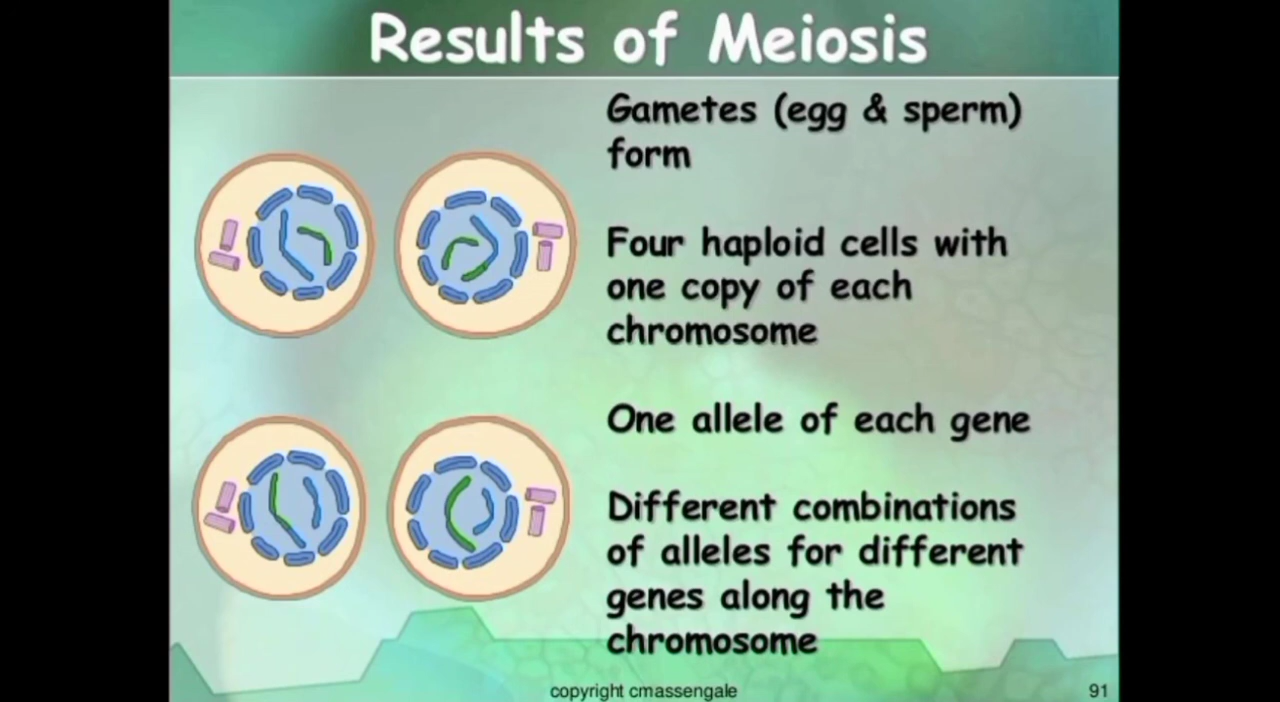 Results of Meiosis
Gametes (egg & sperm)
form
Four haploid cells with
one copy of each
chromosome
One allele of each gene
Different combinations
of alleles for different
genes along the
chromosome
copyright cmassengale
91